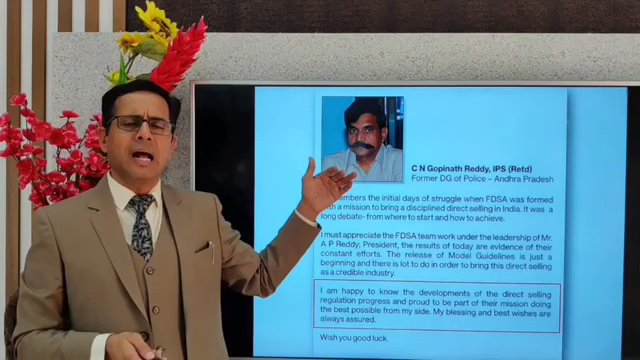 C N Gopinath Reddy, IPS (Retd)
Former DG of Police – Andhra Pradesh
members the initial days of struggle when FDSA was formed
a mission to bring a disciplined direct selling in India. it was a
long debate- from where to start and how to achieve.
I must appreciate the FDSA team work under the leadership of Mr.
A P Reddy; President, the results of today are evidence of their
constant efforts. The release of Model Guidelines is just a
beginning and there is lot to do in order to bring this direct selling
as a credible industry.
I am happy to know the developments of the direct selling
regulation progress and proud to be part of their mission doing
the best possible from my side. My blessing and best wishes are
always assured.
Wish you good luck.